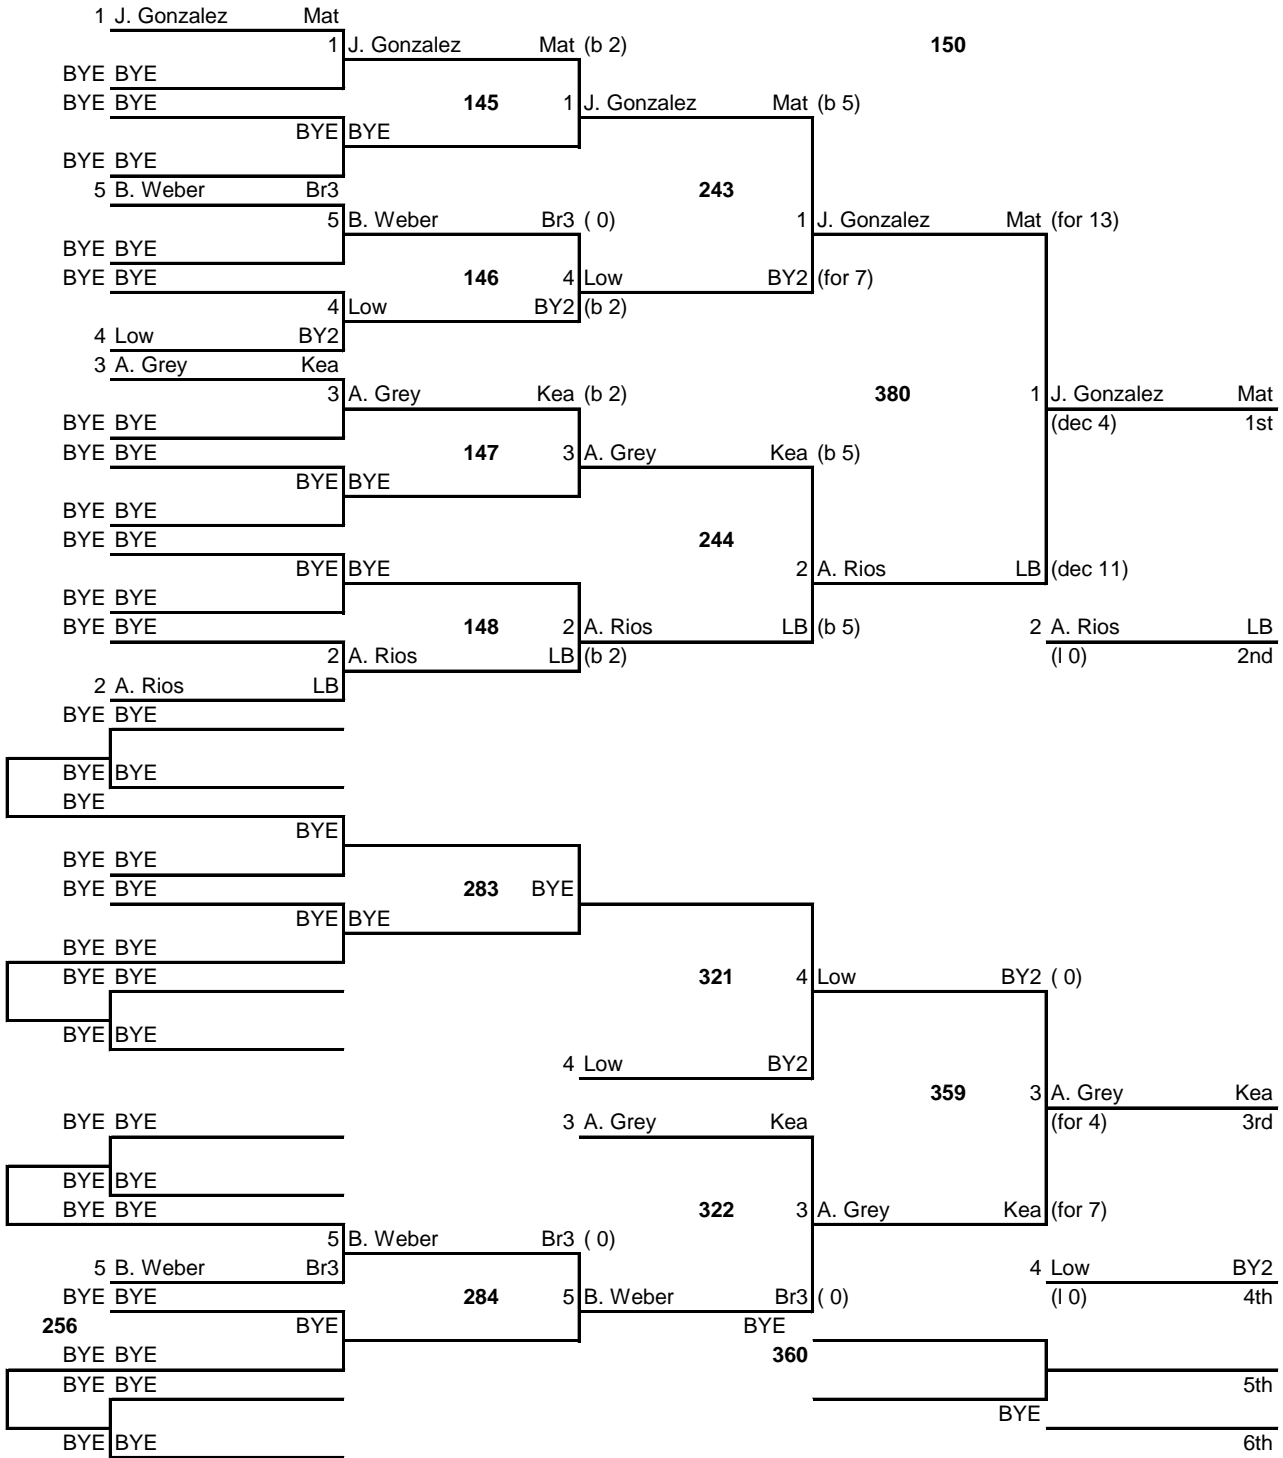 1 J. Gonzalez Mat
1 J. Gonzalez Mat (b 2) 150
BYE BYE
BYE BYE 145 1 J. Gonzalez Mat (b 5)
BYE BYE
BYE BYE
5 B. Weber Br3 243
5 B. Weber Br3 ( 0) 1 J. Gonzalez Mat (for 13)
BYE BYE
BYE BYE 146 4 Low BY2 (for 7)
4 Low BY2 (b 2)
4 Low BY2
3 A. Grey Kea
3 A. Grey Kea (b 2) 380 1 J. Gonzalez Mat
BYE BYE (dec 4) 1st
BYE BYE 147 3 A. Grey Kea (b 5)
BYE BYE
BYE BYE
BYE BYE 244
BYE BYE 2 A. Rios LB (dec 11)
BYE BYE
BYE BYE 148 2 A. Rios LB (b 5) 2 A. Rios LB
2 A. Rios LB (b 2) (l 0) 2nd
2 A. Rios LB
BYE BYE
BYE BYE
BYE
BYE
BYE BYE
BYE BYE 283 BYE
BYE BYE
BYE BYE
BYE BYE 321 4 Low BY2 ( 0)
BYE BYE
4 Low BY2
359 3 A. Grey Kea
BYE BYE 3 A. Grey Kea (for 4) 3rd
BYE BYE
BYE BYE 322 3 A. Grey Kea (for 7)
5 B. Weber Br3 ( 0)
5 B. Weber Br3 4 Low BY2
BYE BYE 284 5 B. Weber Br3 ( 0) (l 0) 4th
256 BYE BYE
BYE BYE 360
BYE BYE 5th
BYE
BYE BYE 6th